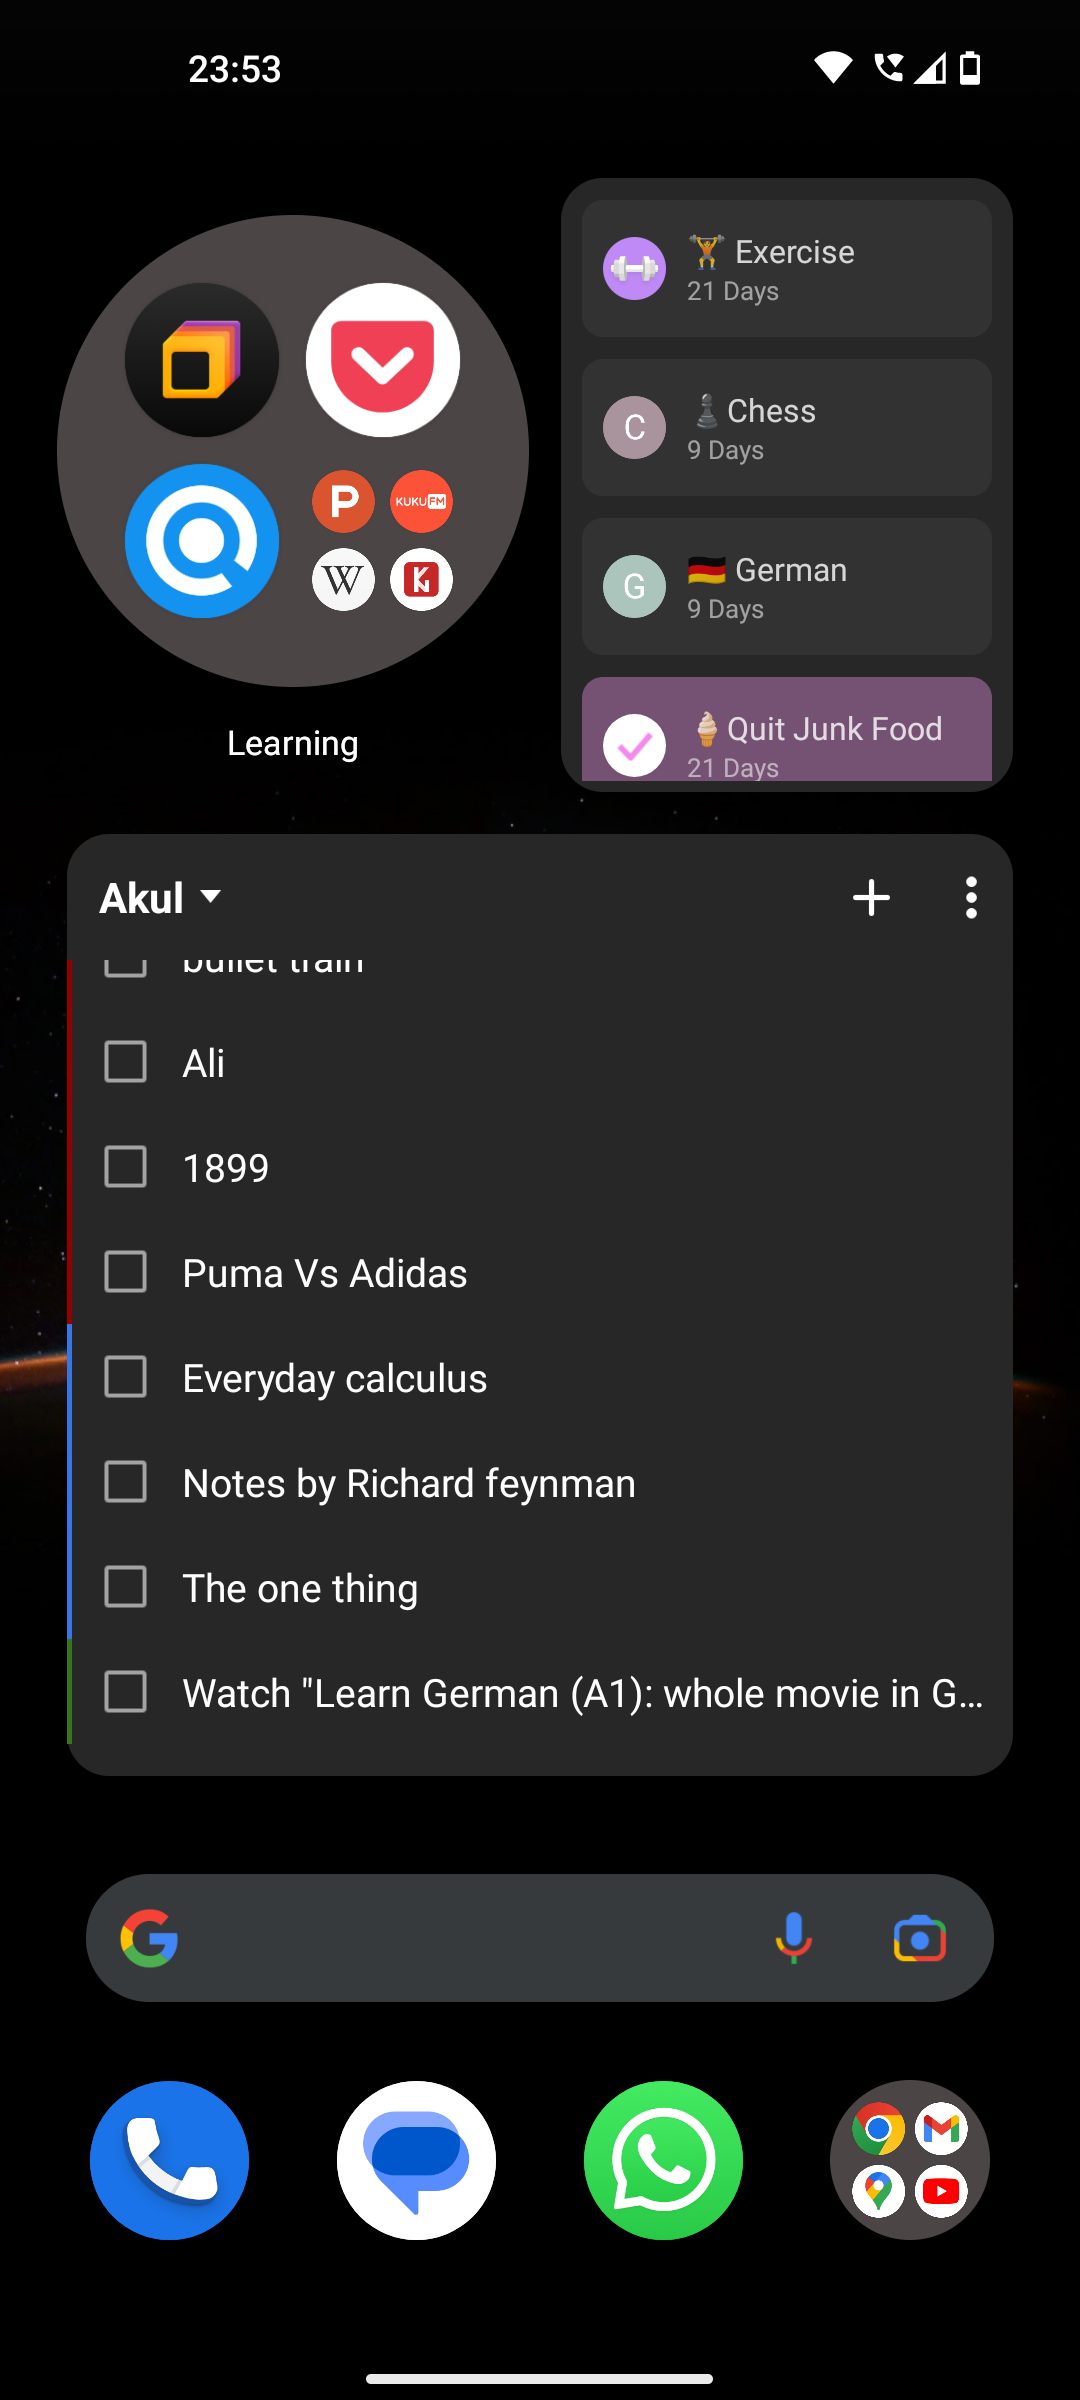 23:53
P
KUKU FM
W
Learning
🏋 Exercise
21 Days
C
♟ Chess
9 Days
G
🇩🇪 German
9 Days
🍦 Quit Junk Food
21 Days
Akul
bullet train
Ali
1899
Puma Vs Adidas
Everyday calculus
Notes by Richard feynman
The one thing
Watch "Learn German (A1): whole movie in G...
G